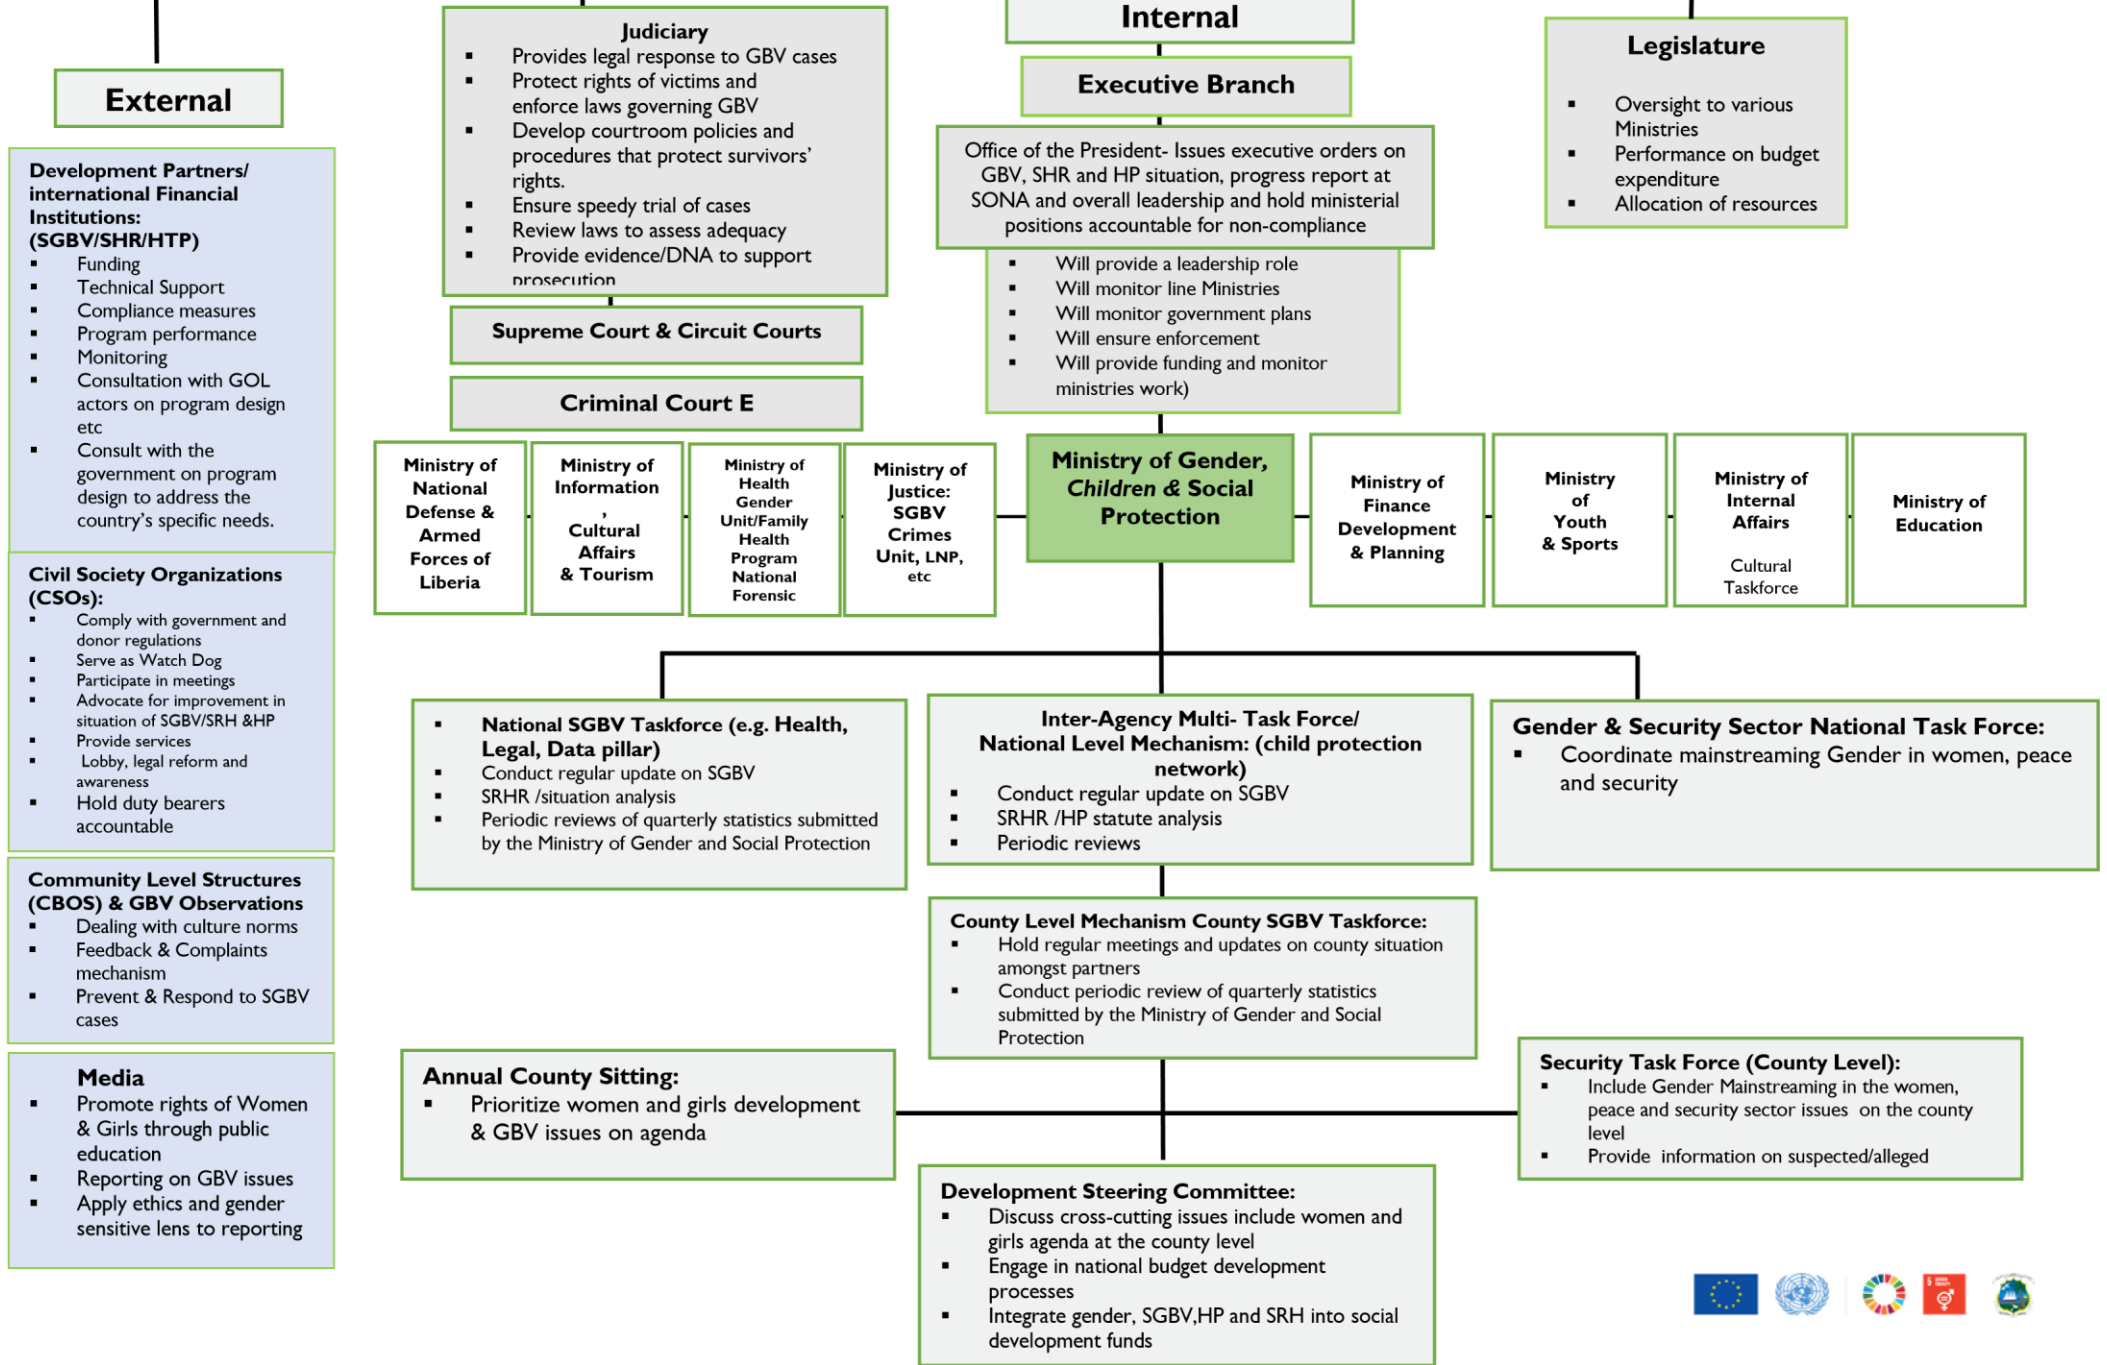 External
Development Partners/
international Financial
Institutions:
(SGBV/SHR/HTP)
▪ Funding
▪ Technical Support
▪ Compliance measures
▪ Program performance
▪ Monitoring
▪ Consultation with GOL
actors on program design
etc
▪ Consult with the
government on program
design to address the
country's specific needs.
Civil Society Organizations
(CSOs):
▪ Comply with government and
donor regulations
▪ Serve as Watch Dog
▪ Participate in meetings
▪ Advocate for improvement in
situation of SGBV/SRH &HP
▪ Provide services
▪ Lobby, legal reform and
awareness
▪ Hold duty bearers
accountable
Community Level Structures
(CBOS) & GBV Observations
▪ Dealing with culture norms
▪ Feedback & Complaints
mechanism
▪ Prevent & Respond to SGBV
cases
Media
▪ Promote rights of Women
& Girls through public
education
▪ Reporting on GBV issues
▪ Apply ethics and gender
sensitive lens to reporting
Judiciary
▪ Provides legal response to GBV cases
▪ Protect rights of victims and
enforce laws governing GBV
▪ Develop courtroom policies and
procedures that protect survivors'
rights.
▪ Ensure speedy trial of cases
▪ Review laws to assess adequacy
▪ Provide evidence/DNA to support
prosecution
Supreme Court & Circuit Courts
Criminal Court E
Internal
Executive Branch
Office of the President- Issues executive orders on
GBV, SHR and HP situation, progress report at
SONA and overall leadership and hold ministerial
positions accountable for non-compliance
▪ Will provide a leadership role
▪ Will monitor line Ministries
▪ Will monitor government plans
▪ Will ensure enforcement
▪ Will provide funding and monitor
ministries work)
Legislature
▪ Oversight to various
Ministries
▪ Performance on budget
expenditure
▪ Allocation of resources
Ministry of
National
Defense &
Armed
Forces of
Liberia
Ministry of
Information
,
Cultural
Affairs
& Tourism
Ministry of
Health
Gender
Unit/Family
Health
Program
National
Forensic
Ministry of
Justice:
SGBV
Crimes
Unit, LNP,
etc
Ministry of Gender,
Children & Social
Protection
Ministry of
Finance
Development
& Planning
Ministry
of
Youth
& Sports
Ministry of
Internal
Affairs
Cultural
Taskforce
Ministry of
Education
▪ National SGBV Taskforce (e.g. Health,
Legal, Data pillar)
▪ Conduct regular update on SGBV
▪ SRHR /situation analysis
▪ Periodic reviews of quarterly statistics submitted
by the Ministry of Gender and Social Protection
Inter-Agency Multi- Task Force/
National Level Mechanism: (child protection
network)
▪ Conduct regular update on SGBV
▪ SRHR /HP statute analysis
▪ Periodic reviews
Gender & Security Sector National Task Force:
▪ Coordinate mainstreaming Gender in women, peace
and security
County Level Mechanism County SGBV Taskforce:
▪ Hold regular meetings and updates on county situation
amongst partners
▪ Conduct periodic review of quarterly statistics
submitted by the Ministry of Gender and Social
Protection
Annual County Sitting:
▪ Prioritize women and girls development
& GBV issues on agenda
Security Task Force (County Level):
▪ Include Gender Mainstreaming in the women,
peace and security sector issues on the county
level
▪ Provide information on suspected/alleged
Development Steering Committee:
▪ Discuss cross-cutting issues include women and
girls agenda at the county level
▪ Engage in national budget development
processes
▪ Integrate gender, SGBV,HP and SRH into social
development funds